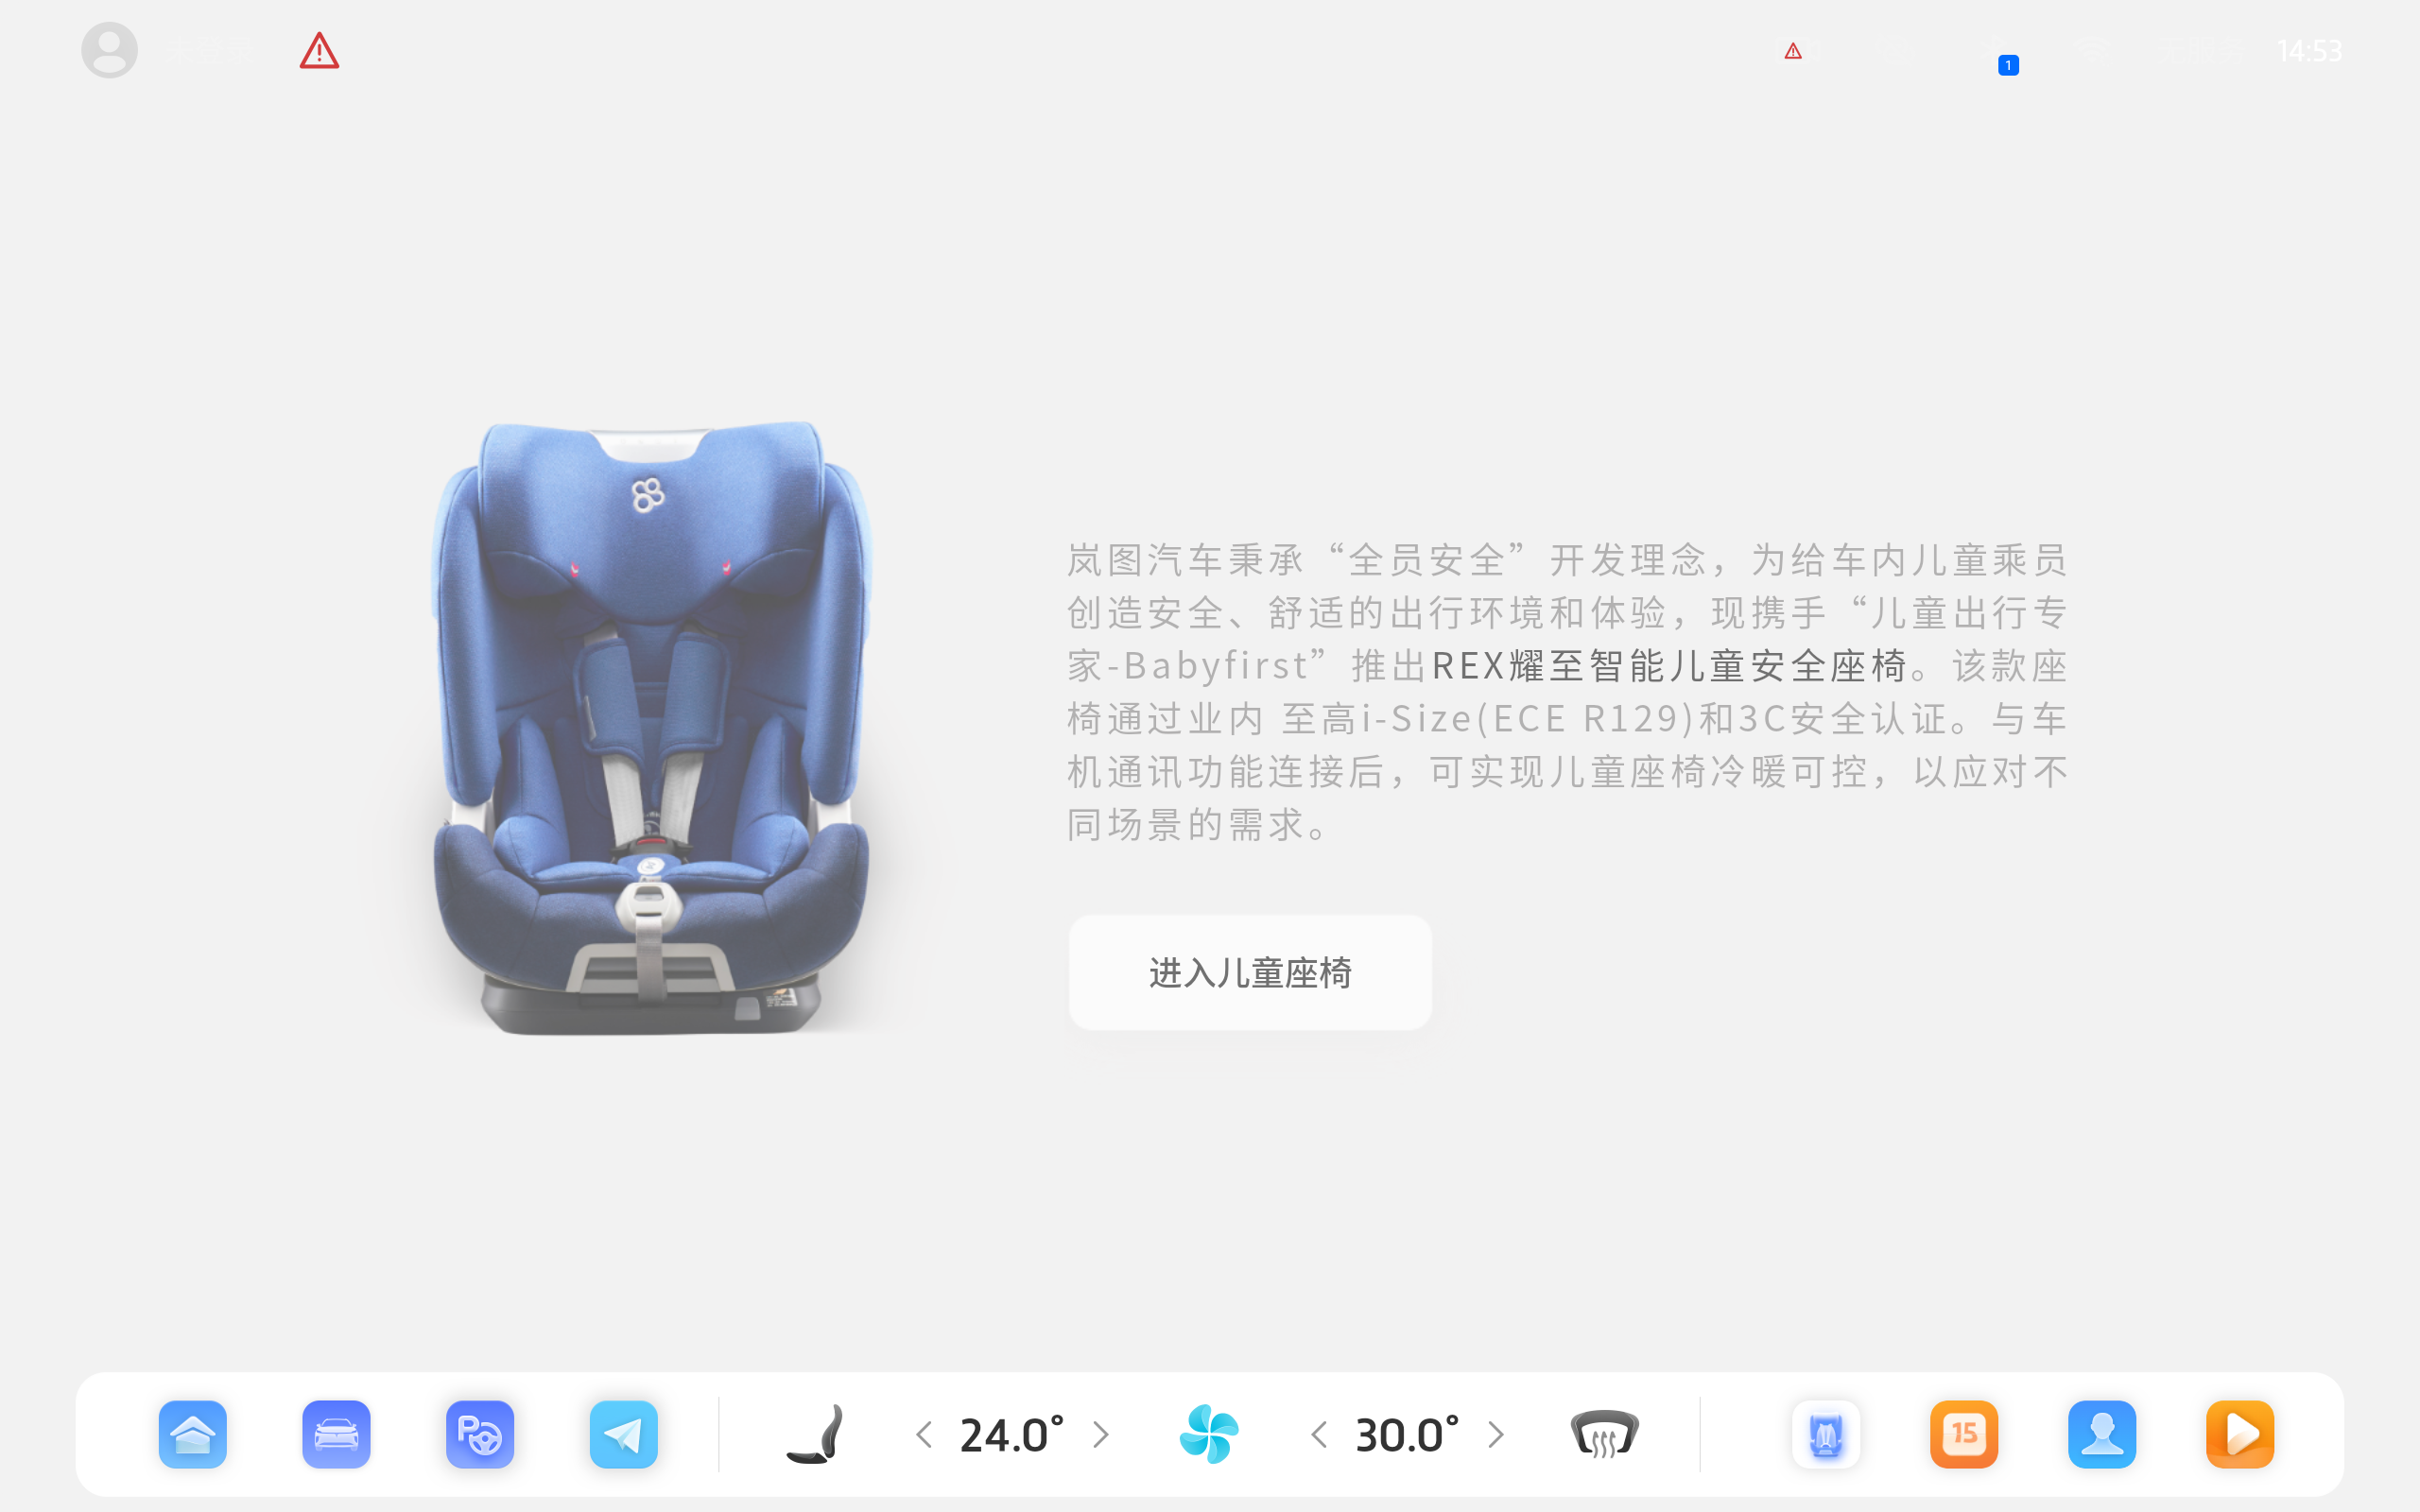 14:53
1
岚图汽车秉承“全员安全”开发理念，为给车内儿童乘员
创造安全、舒适的出行环境和体验，现携手“儿童出行专
家-Babyfirst”推出REX耀至智能儿童安全座椅。该款座
椅通过业内 至高i-Size(ECE R129)和3C安全认证。与车
机通讯功能连接后，可实现儿童座椅冷暖可控，以应对不
同场景的需求。
进入儿童座椅
P
24.0°
30.0°
15